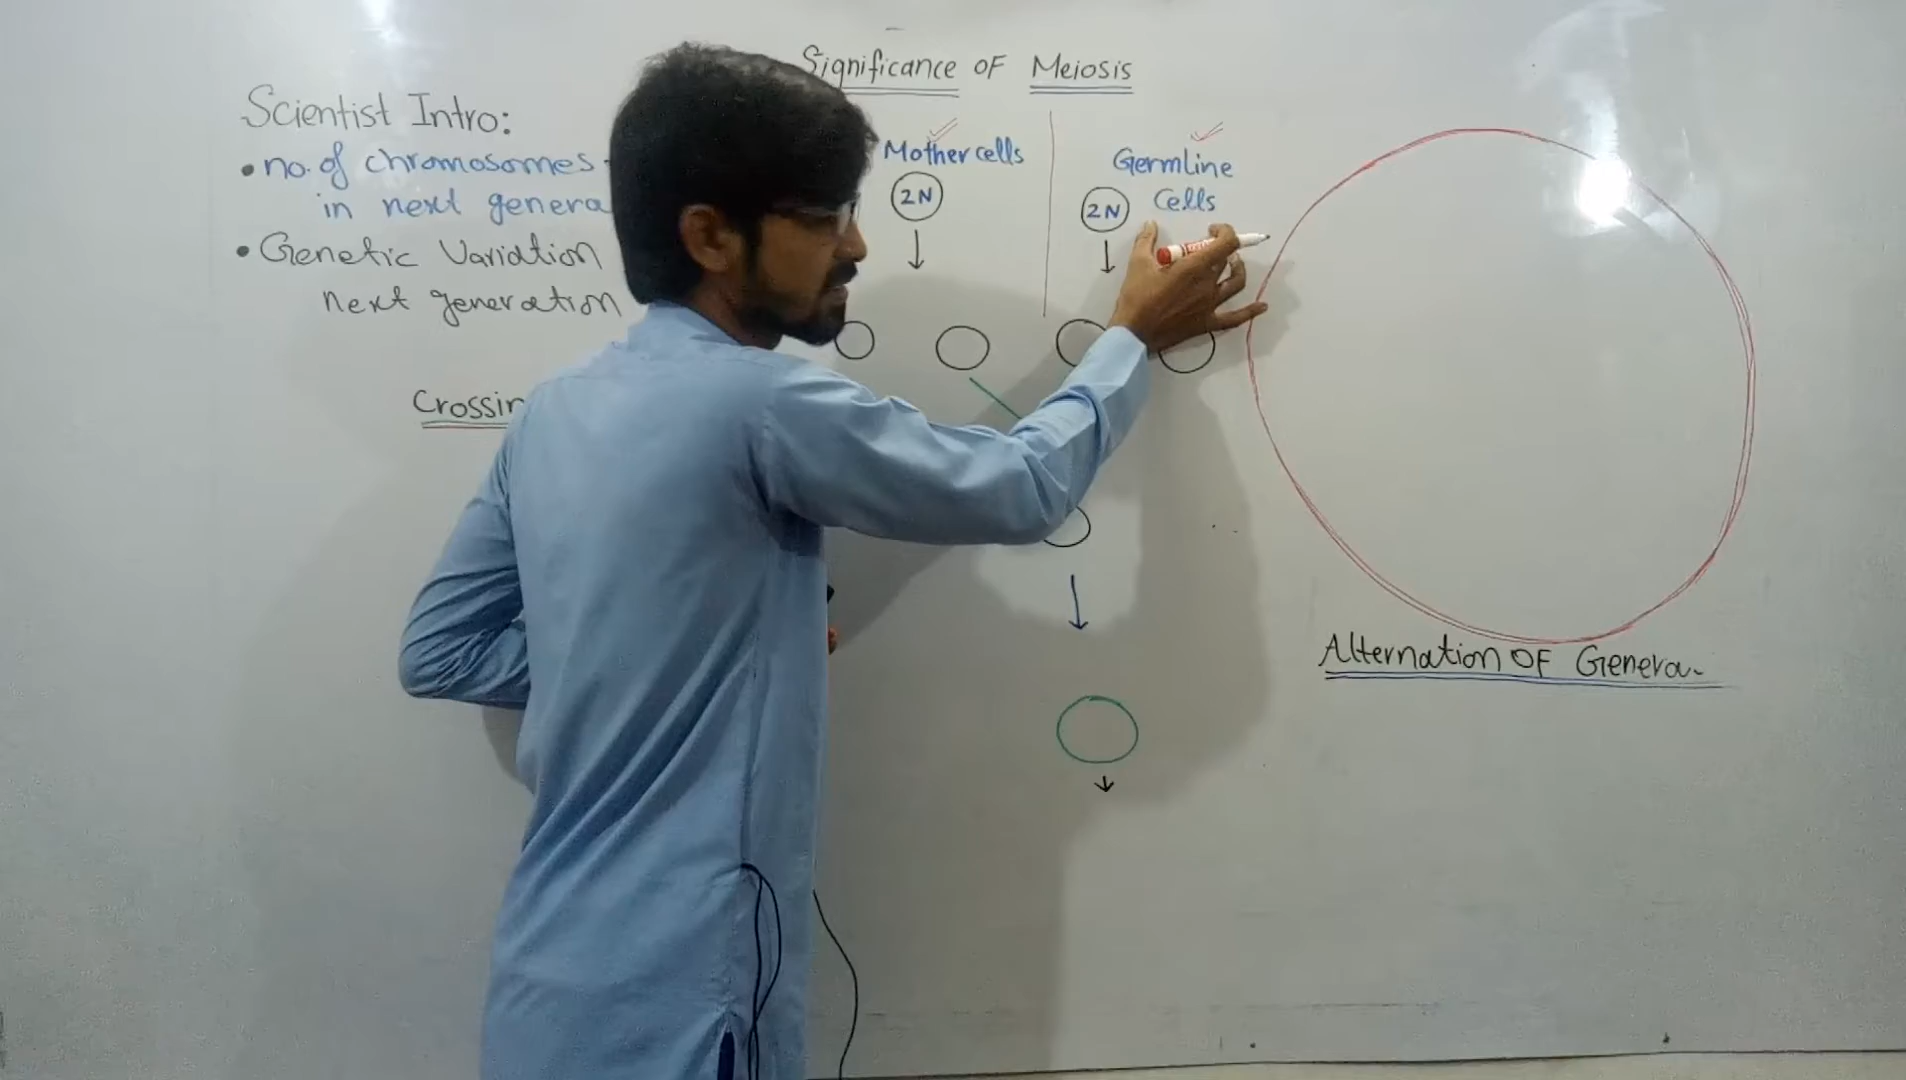 Significance OF Meiosis
Scientist Intro:
• no. of chromosomes
in next genera
• Genetic Variation
next generation
Crossin
Mother cells
2N
Germline
Cells
2N
Alternation OF Genera-